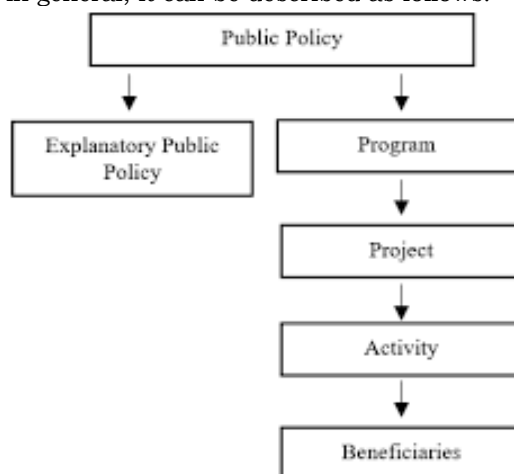 in general, it can be described as follows.
Public Policy
Explanatory Public
Policy
Program
Project
Activity
Beneficiaries